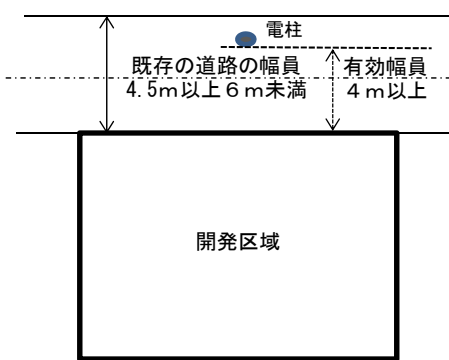 電柱
既存の道路の幅員
4.5ｍ以上６ｍ未満
有効幅員
４ｍ以上
開発区域